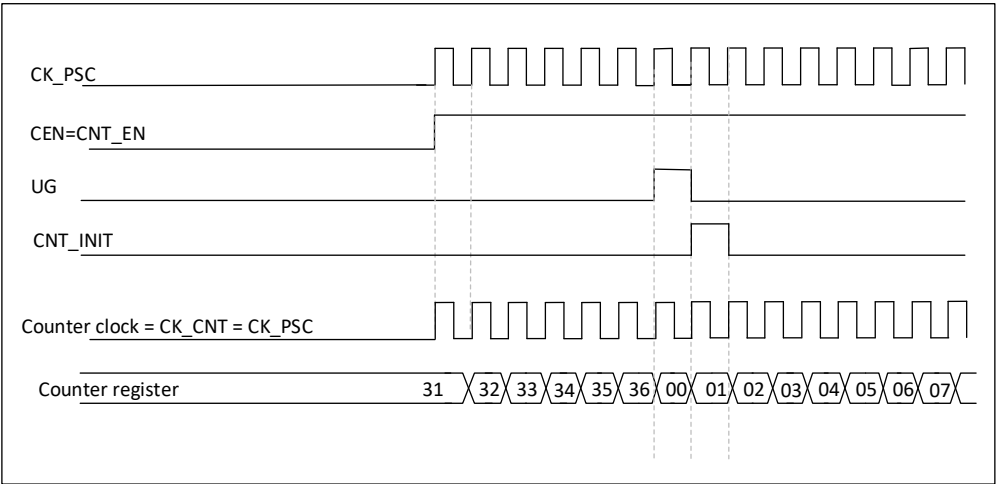 CK_PSC
CEN=CNT_EN
UG
CNT_INIT
Counter clock = CK_CNT = CK_PSC
Counter register 31 32 33 34 35 36 00 01 02 03 04 05 06 07